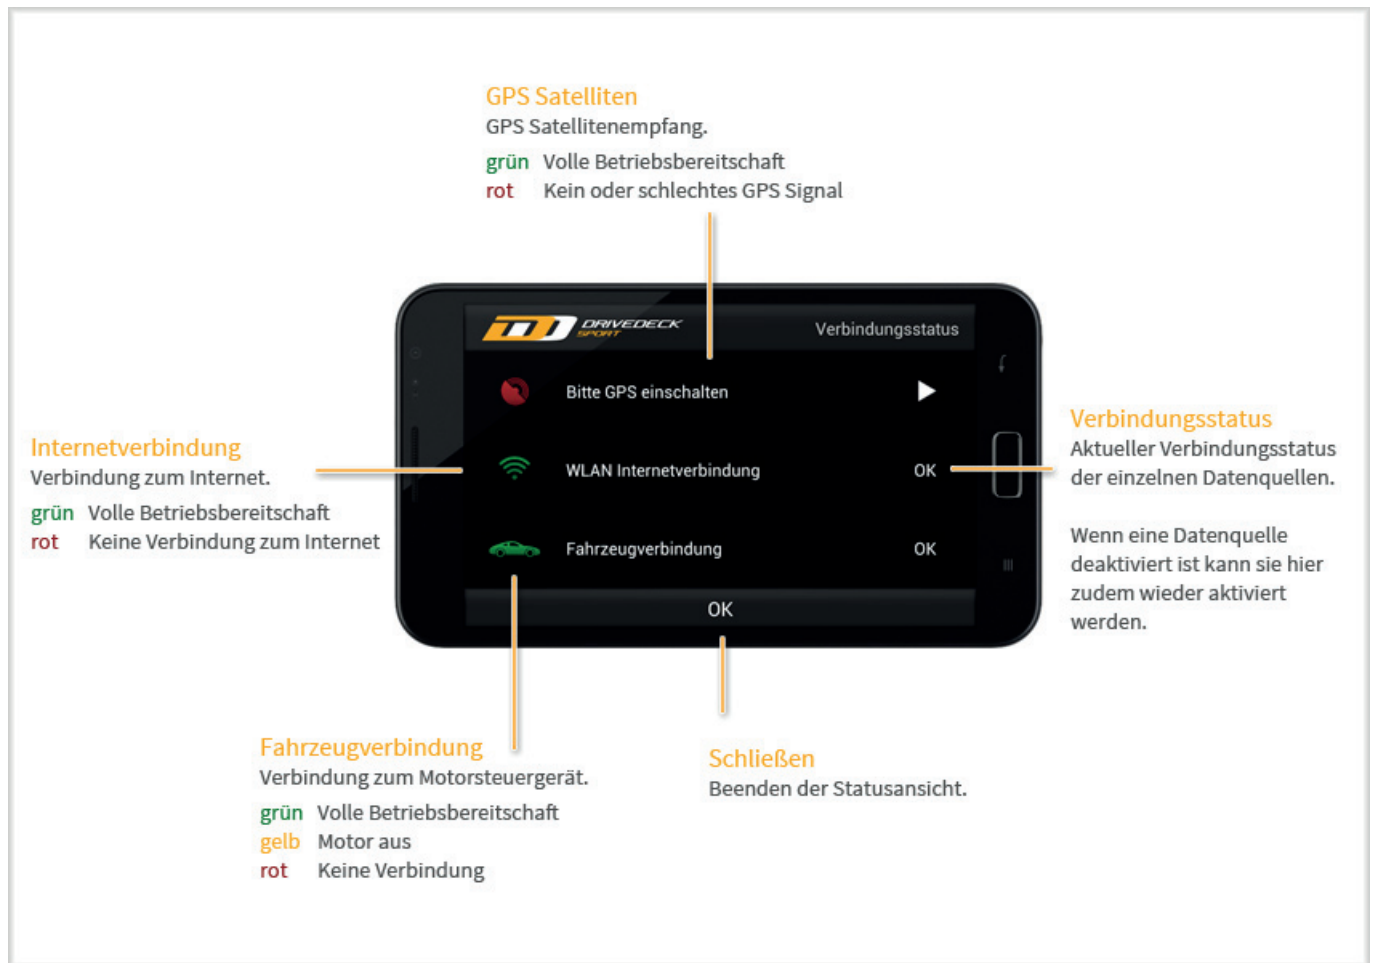 GPS Satelliten
GPS Satellitenempfang.
grün Volle Betriebsbereitschaft
rot Kein oder schlechtes GPS Signal
DRIVEDECK
SPORT
Verbindungsstatus
Bitte GPS einschalten
WLAN Internetverbindung OK
Fahrzeugverbindung OK
OK
Internetverbindung
Verbindung zum Internet.
grün Volle Betriebsbereitschaft
rot Keine Verbindung zum Internet
Verbindungsstatus
Aktueller Verbindungsstatus
der einzelnen Datenquellen.
Wenn eine Datenquelle
deaktiviert ist kann sie hier
zudem wieder aktiviert
werden.
Fahrzeugverbindung
Verbindung zum Motorsteuergerät.
grün Volle Betriebsbereitschaft
gelb Motor aus
rot Keine Verbindung
Schließen
Beenden der Statusansicht.